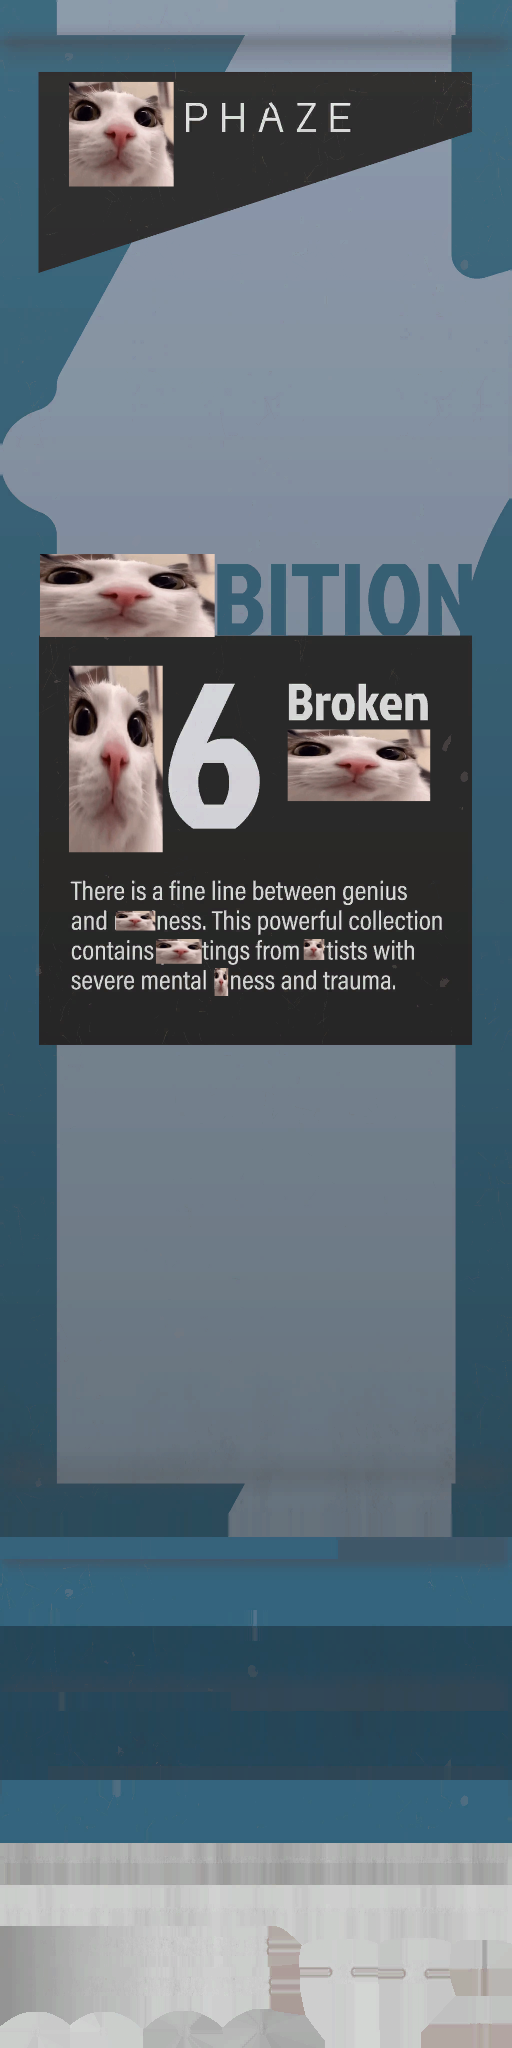 PHAZE
BITION
6
Broken
There is a fine line between genius
and ness. This powerful collection
contains tings from tists with
severe mental ness and trauma.